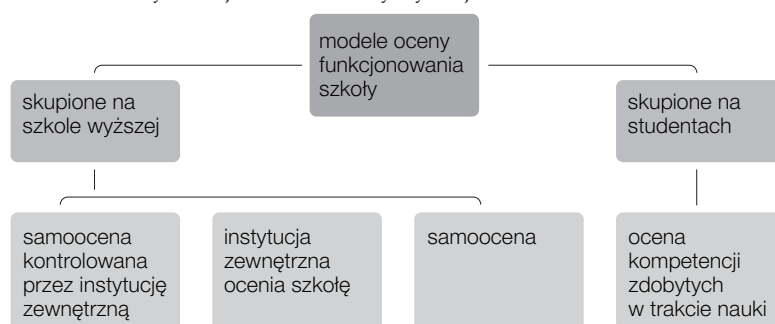 modele oceny
funkcjonowania
szkoły
skupione na
szkole wyższej
skupione na
studentach
samoocena
kontrolowana
przez instytucję
zewnętrzną
instytucja
zewnętrzna
ocenia szkołę
samoocena
ocena
kompetencji
zdobytych
w trakcie nauki